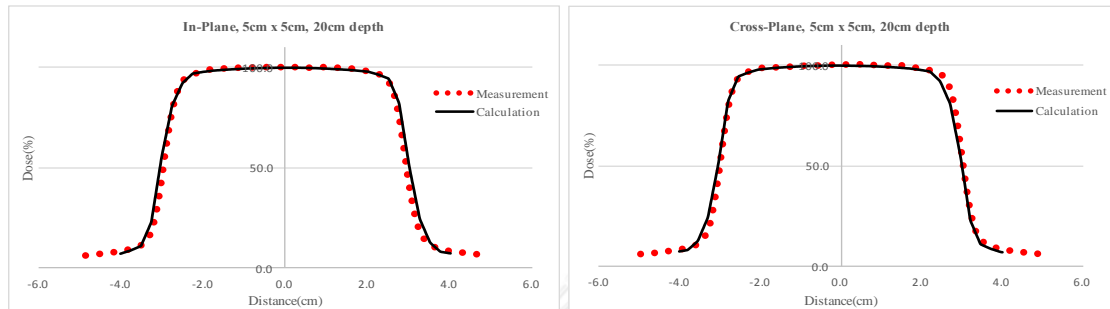 In-Plane, 5cm x 5cm, 20cm depth
100.0
Measurement
Calculation
Dose(%)
50.0
0.0
-6.0 -4.0 -2.0 0.0 2.0 4.0 6.0
Distance(cm)
Cross-Plane, 5cm x 5cm, 20cm depth
100.0
Measurement
Calculation
Dose(%)
50.0
0.0
-6.0 -4.0 -2.0 0.0 2.0 4.0 6.0
Distance(cm)